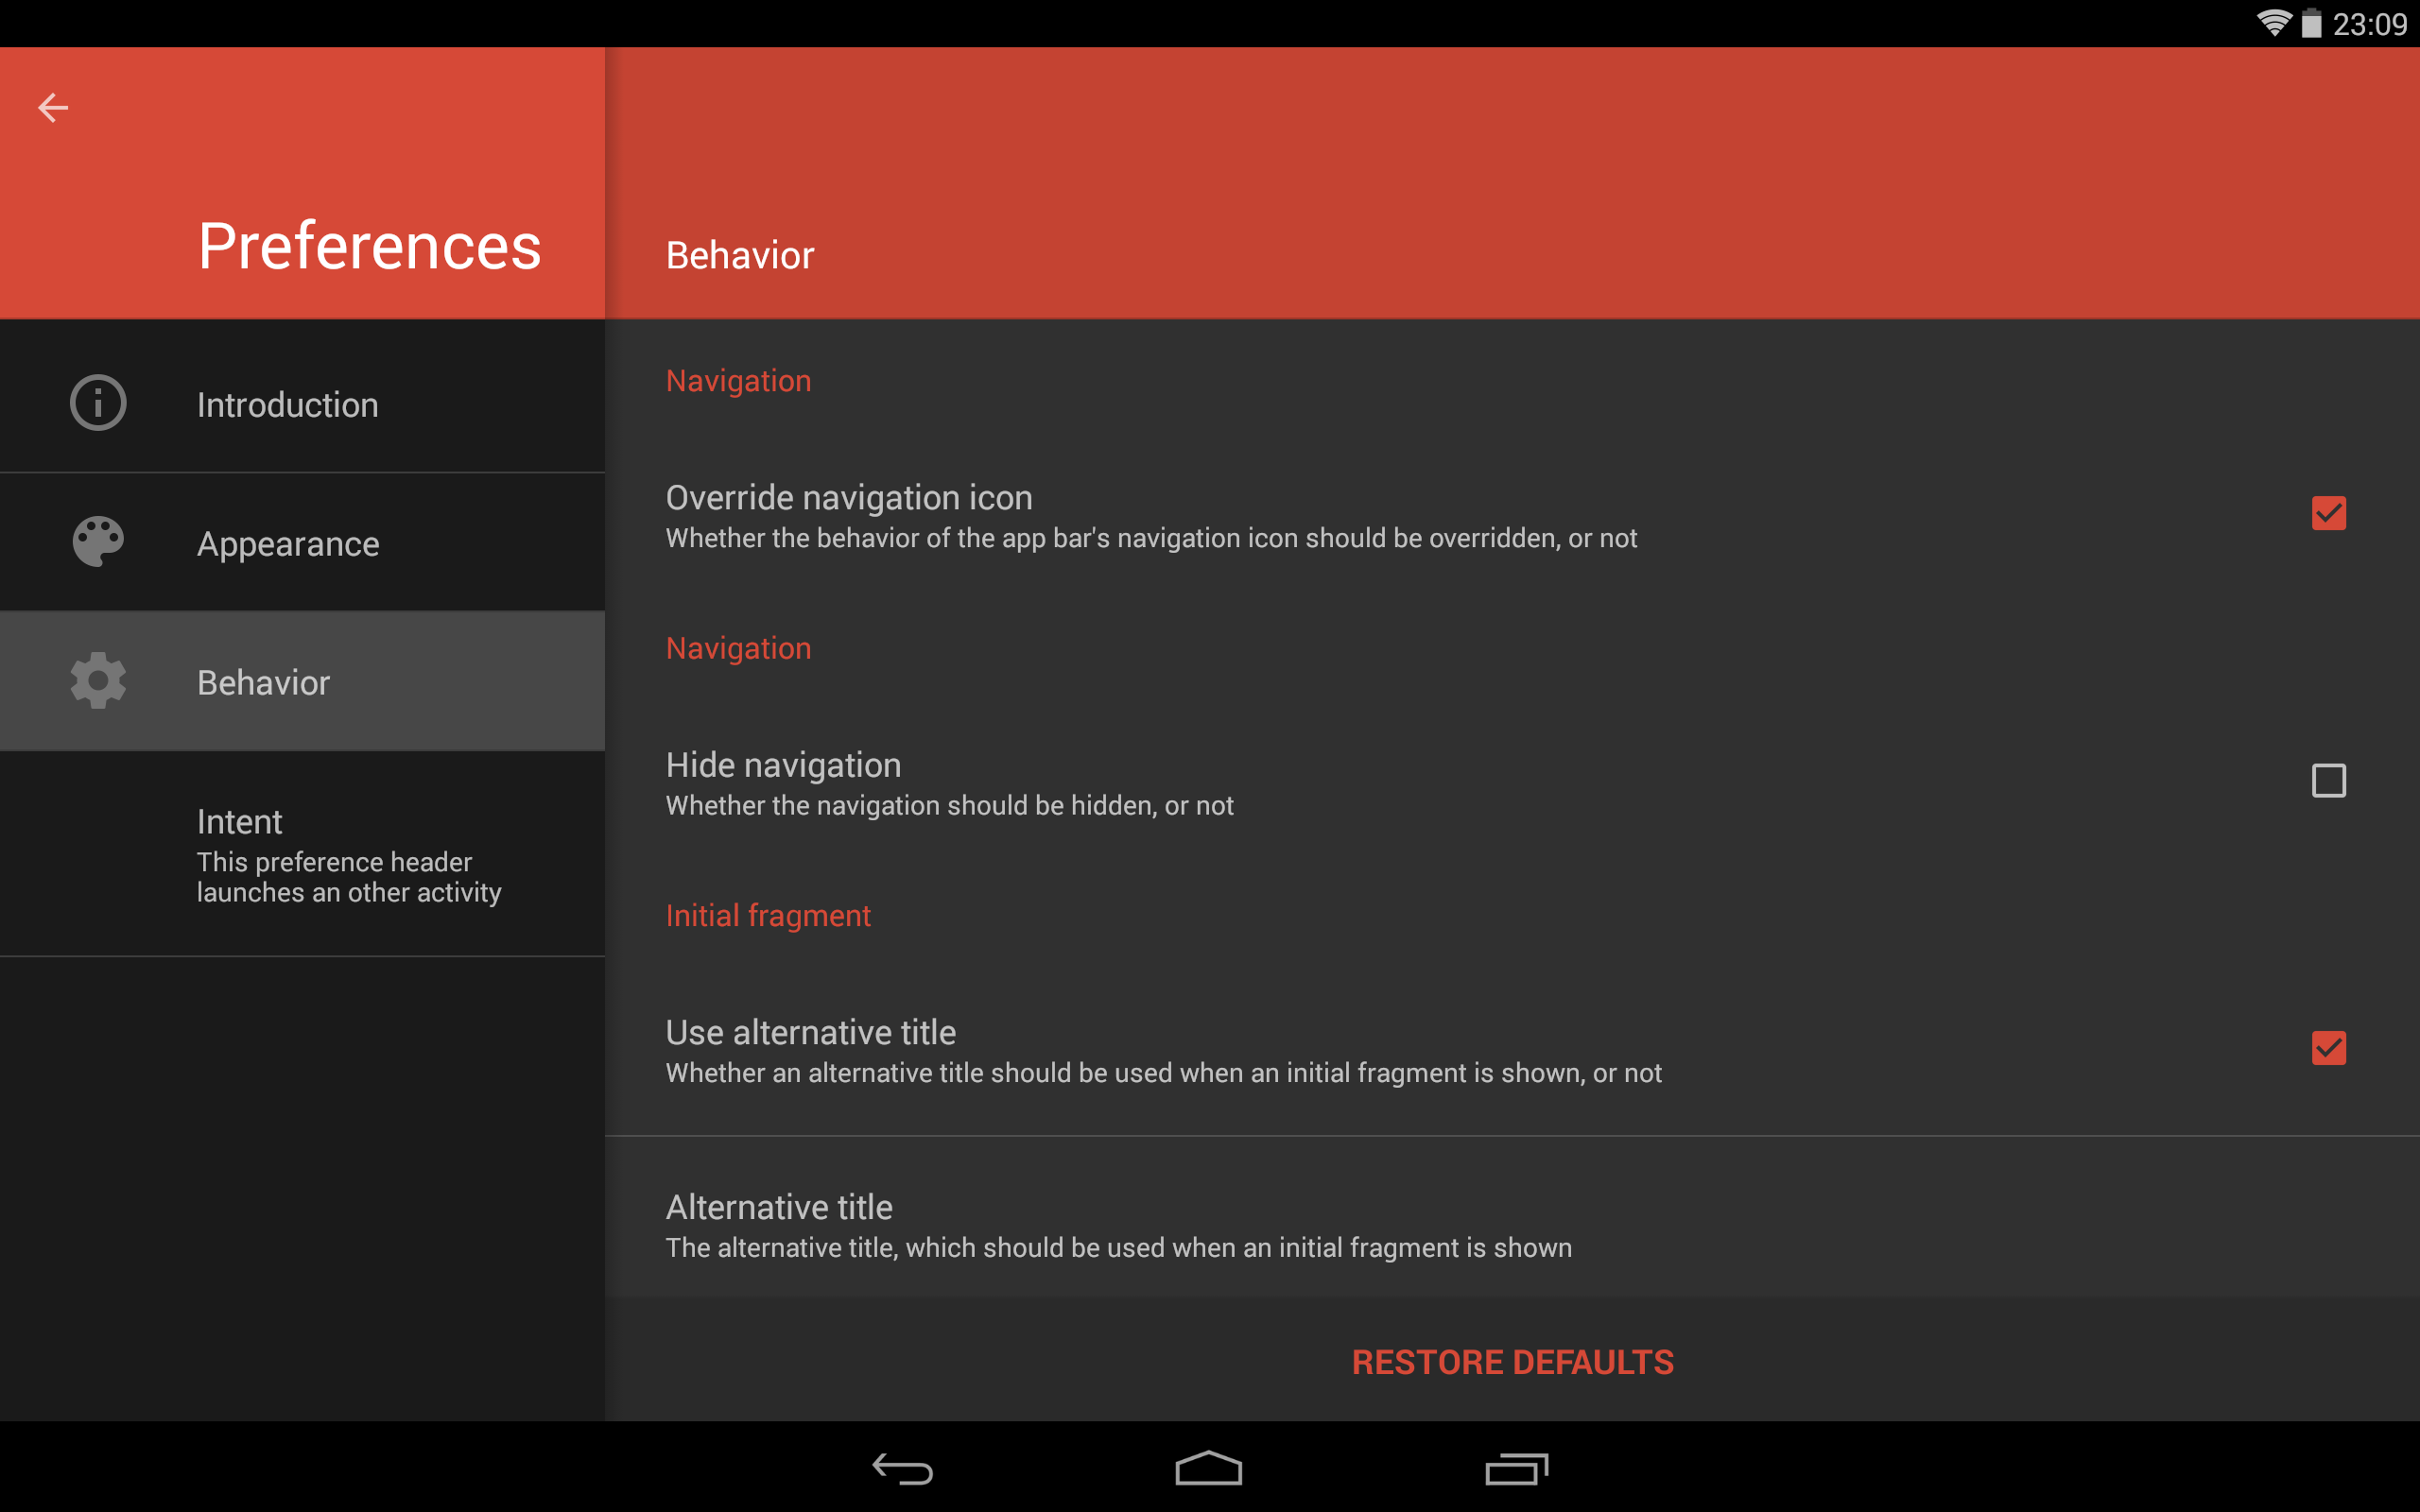 23:09
Preferences
Introduction
Appearance
Behavior
Intent
This preference header
launches an other activity
Behavior
Navigation
Override navigation icon
Whether the behavior of the app bar's navigation icon should be overridden, or not
Navigation
Hide navigation
Whether the navigation should be hidden, or not
Initial fragment
Use alternative title
Whether an alternative title should be used when an initial fragment is shown, or not
Alternative title
The alternative title, which should be used when an initial fragment is shown
RESTORE DEFAULTS